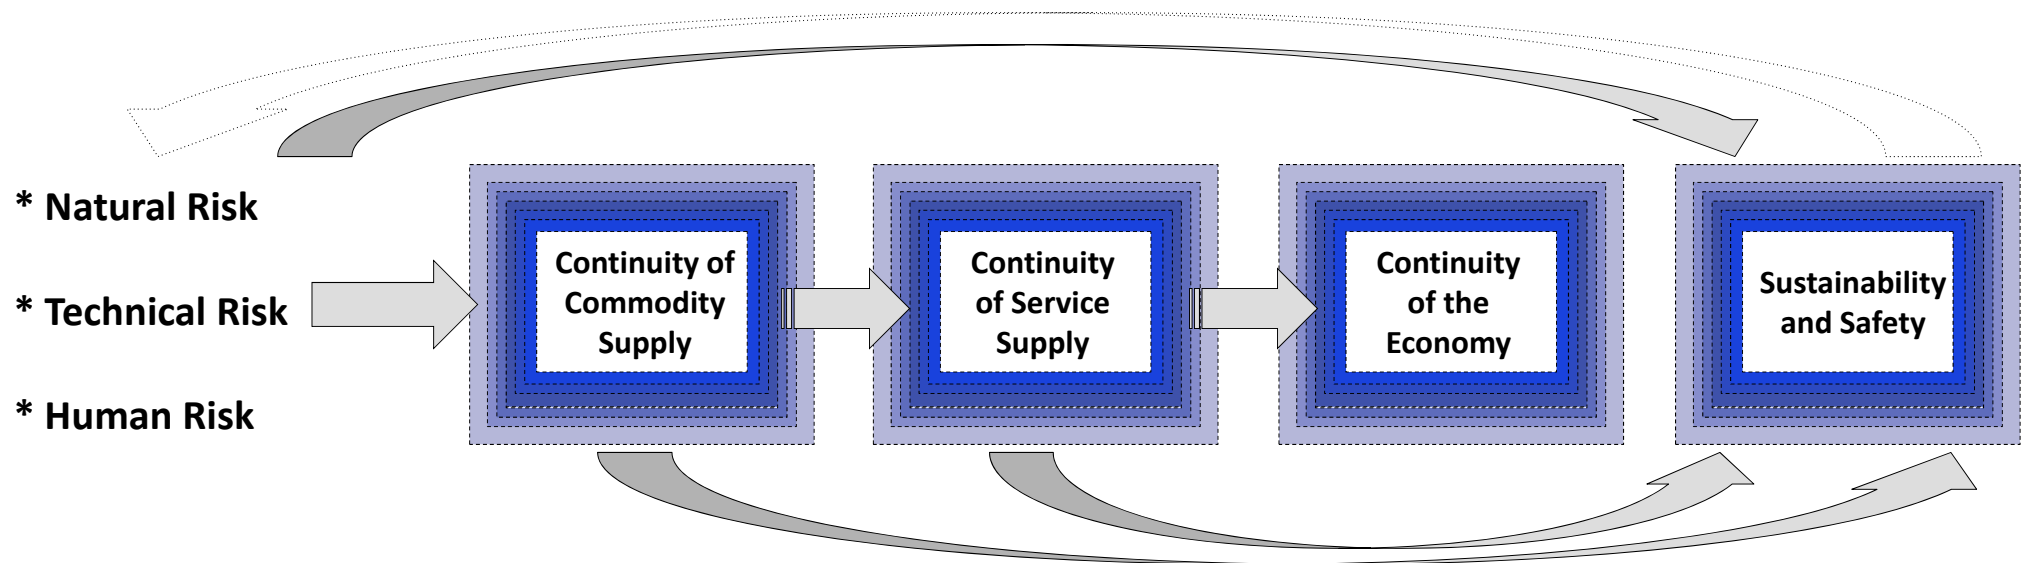 * Natural Risk
* Technical Risk
* Human Risk
Continuity of
Commodity
Supply
Continuity
of Service
Supply
Continuity
of the
Economy
Sustainability
and Safety